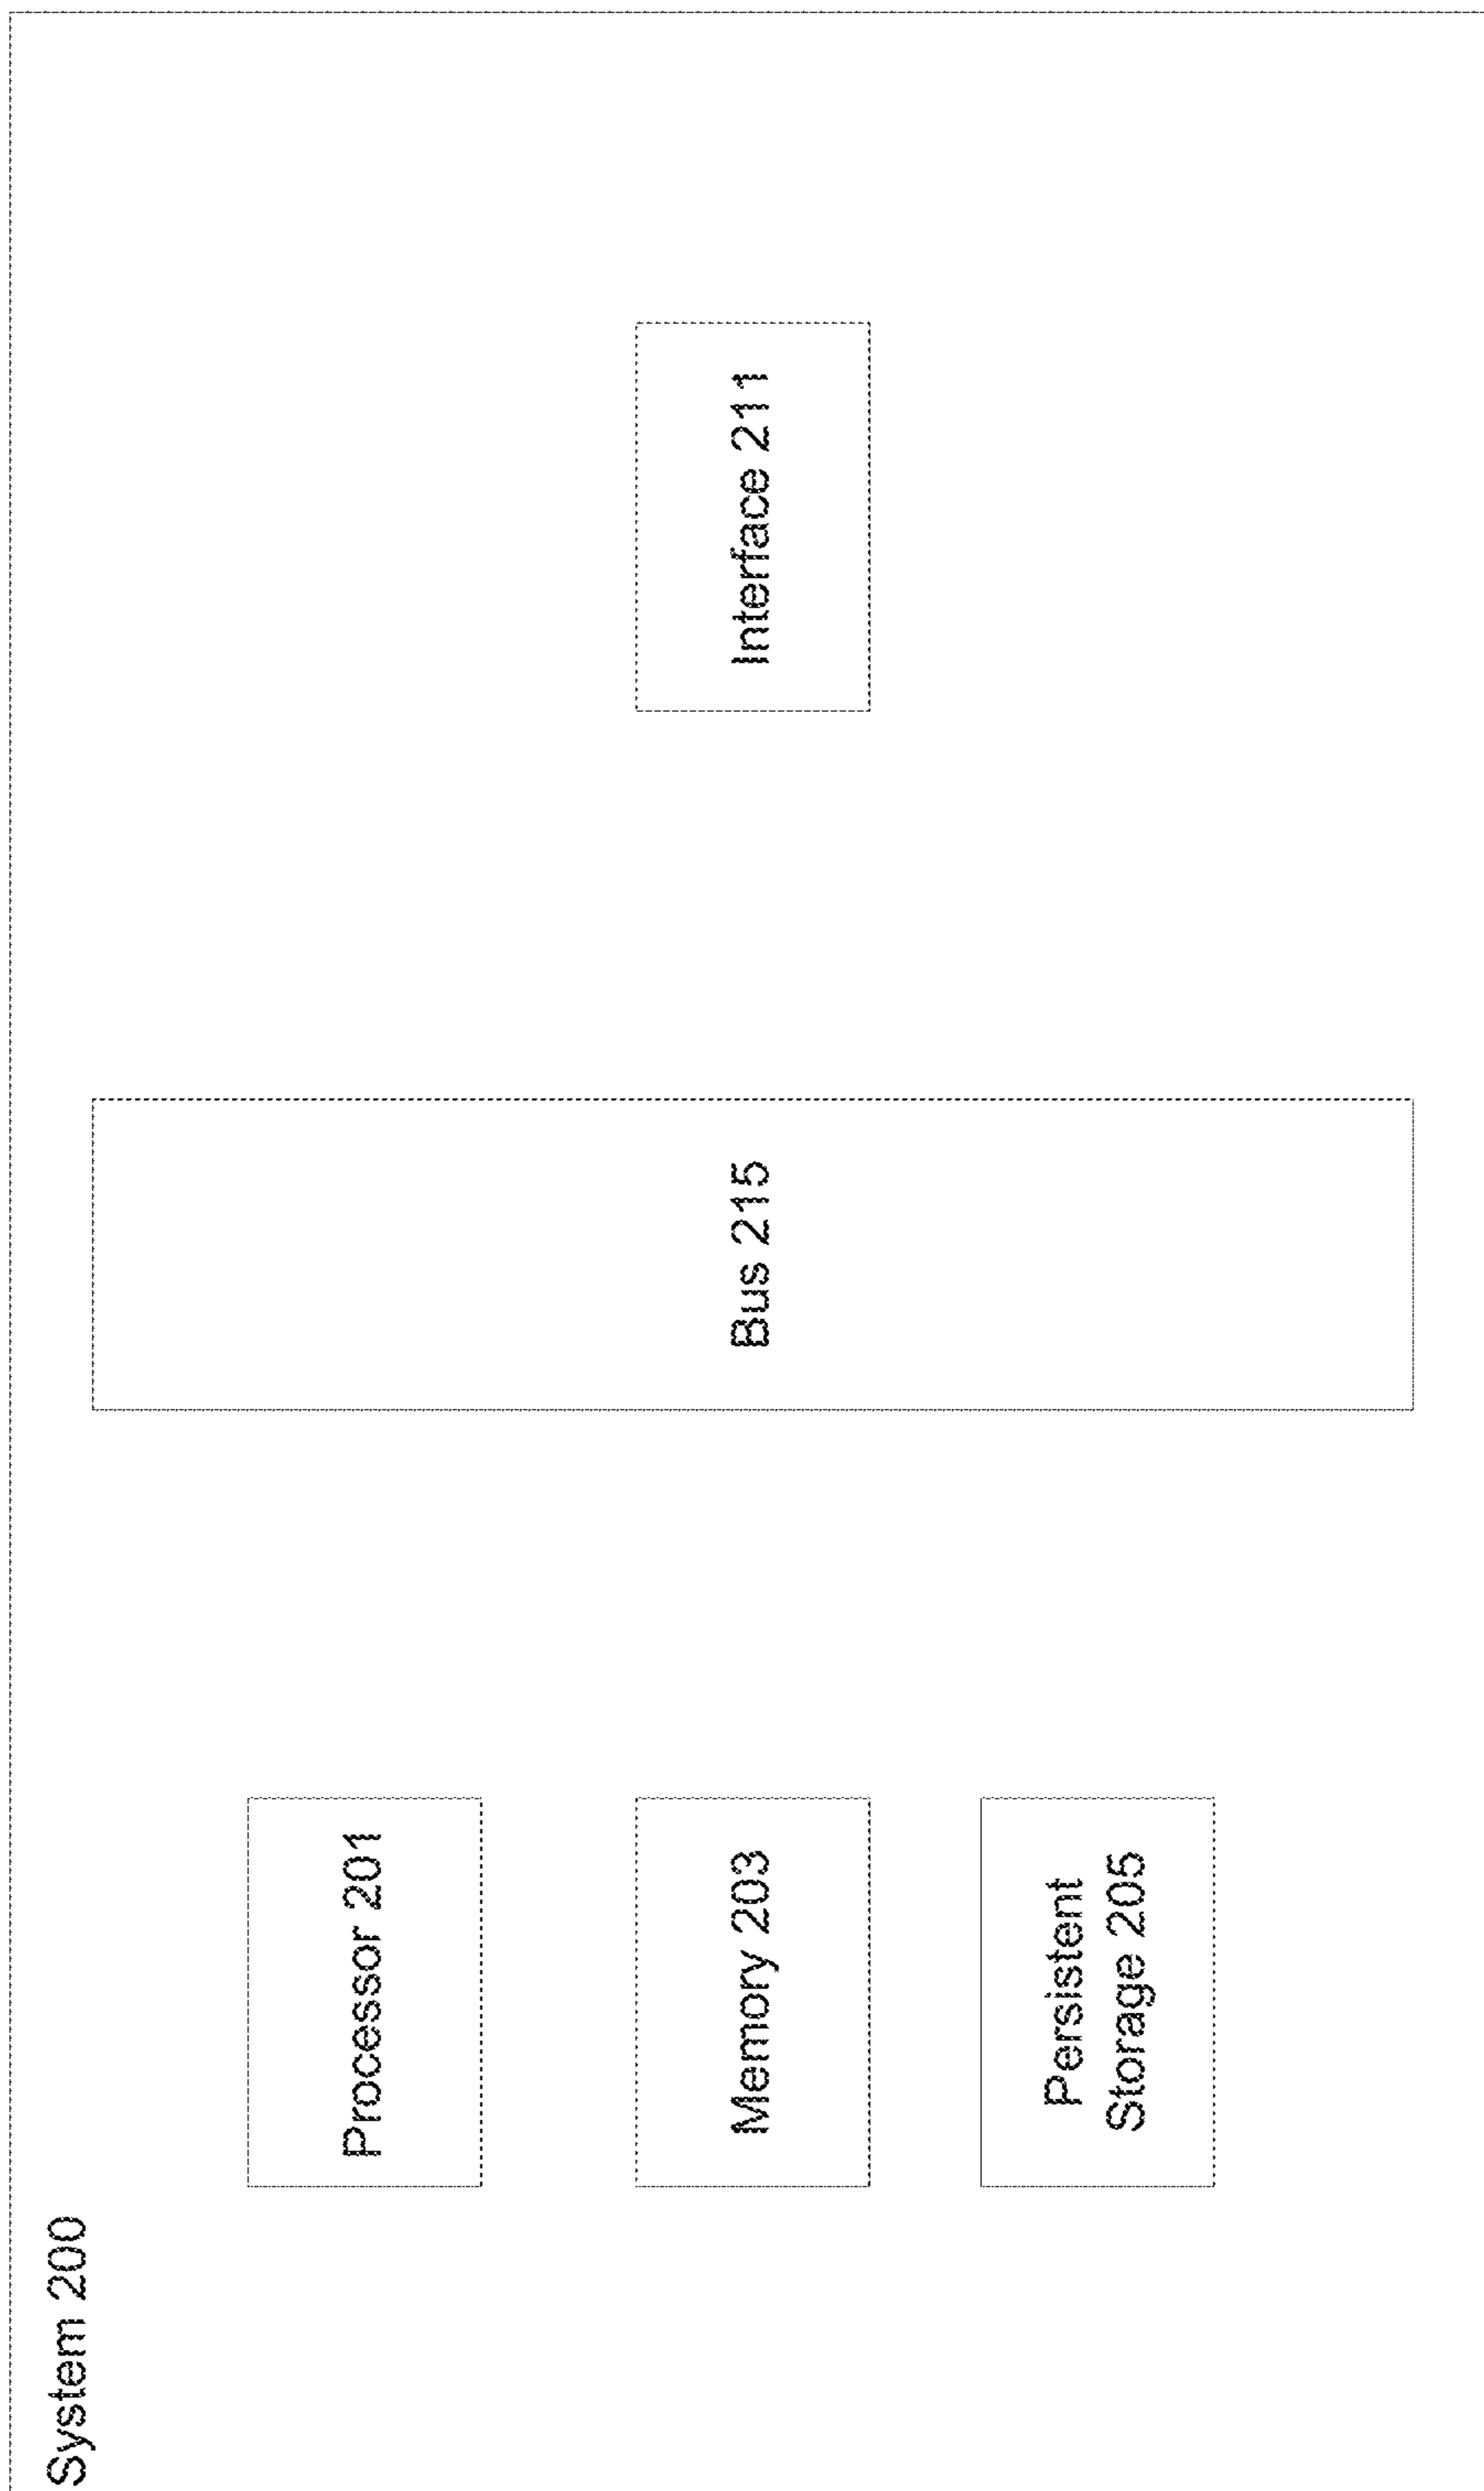 System 200
Processor 201
Memory 203
Persistent
Storage 205
Bus 215
Interface 211